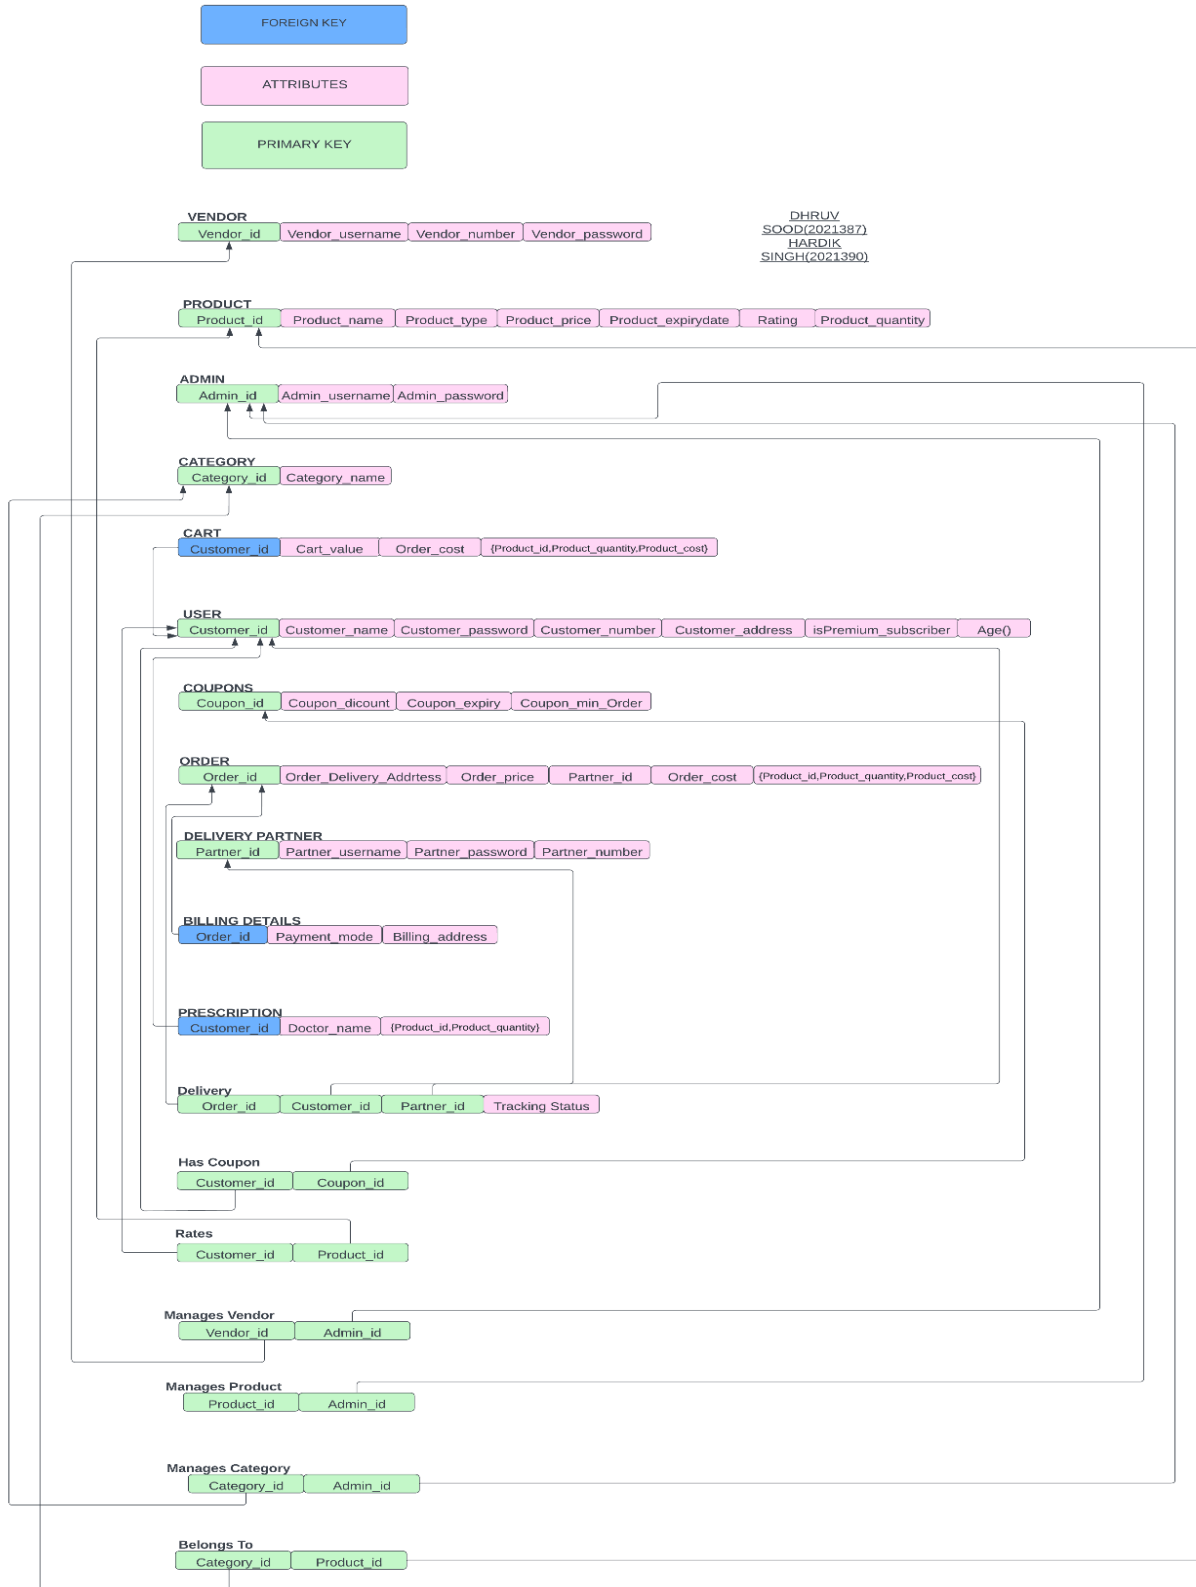 FOREIGN KEY
ATTRIBUTES
PRIMARY KEY
DHRUV
SOOD(2021387)
HARDIK
SINGH(2021390)
VENDOR
Vendor_id Vendor_username Vendor_number Vendor_password
PRODUCT
Product_id Product_name Product_type Product_price Product_expirydate Rating Product_quantity
ADMIN
Admin_id Admin_username Admin_password
CATEGORY
Category_id Category_name
CART
Customer_id Cart_value Order_cost {Product_id,Product_quantity,Product_cost}
USER
Customer_id Customer_name Customer_password Customer_number Customer_address isPremium_subscriber Age()
COUPONS
Coupon_id Coupon_dicount Coupon_expiry Coupon_min_Order
ORDER
Order_id Order_Delivery_Addrtess Order_price Partner_id Order_cost {Product_id,Product_quantity,Product_cost}
DELIVERY PARTNER
Partner_id Partner_username Partner_password Partner_number
BILLING DETAILS
Order_id Payment_mode Billing_address
PRESCRIPTION
Customer_id Doctor_name {Product_id,Product_quantity}
Delivery
Order_id Customer_id Partner_id Tracking Status
Has Coupon
Customer_id Coupon_id
Rates
Customer_id Product_id
Manages Vendor
Vendor_id Admin_id
Manages Product
Product_id Admin_id
Manages Category
Category_id Admin_id
Belongs To
Category_id Product_id